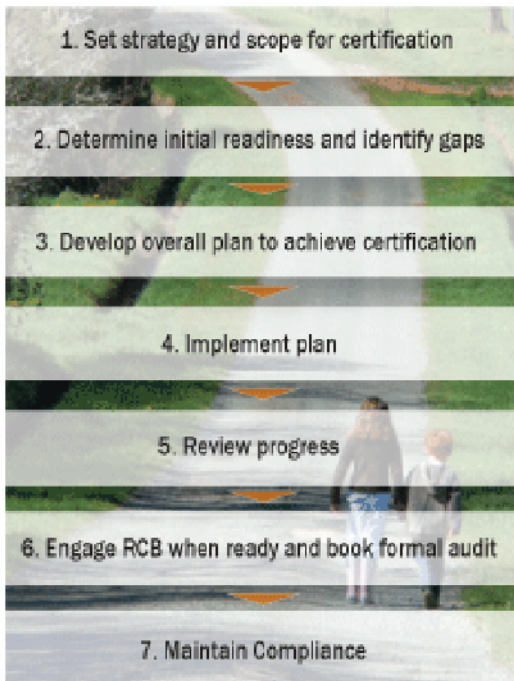 1. Set strategy and scope for certification
2. Determine initial readiness and identify gaps
3. Develop overall plan to achieve certification
4. Implement plan
5. Review progress
6. Engage RCB when ready and book formal audit
7. Maintain Compliance